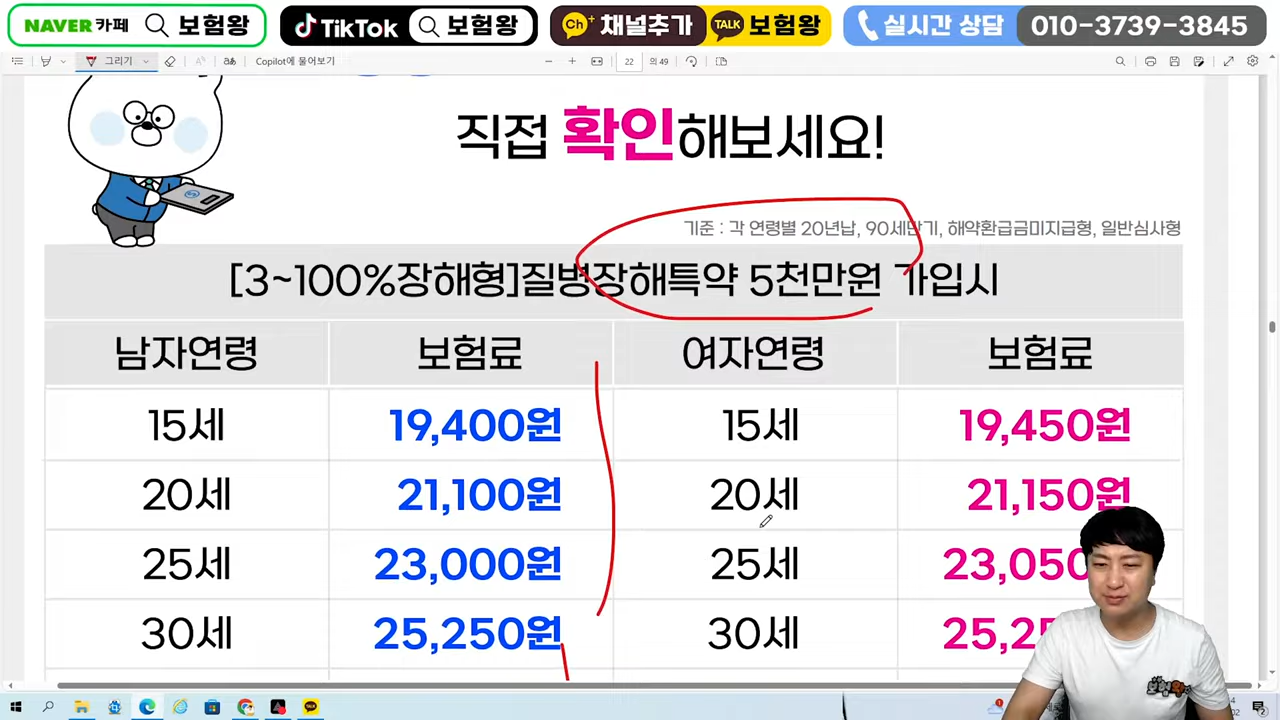 NAVER 카페 보험왕 TikTok 보험왕 Ch+ 채널추가 TALK 보험왕 실시간 상담 010-3739-3845
그리기 가あ Copilot에 물어보기 22 의 49
직접 확인해보세요!
기준 : 각 연령별 20년납, 90세만기, 해약환급금미지급형, 일반심사형
[3~100%장해형]질병장해특약 5천만원 가입시
남자연령 보험료 여자연령 보험료
15세 19,400원 15세 19,450원
20세 21,100원 20세 21,150원
25세 23,000원 25세 23,050
30세 25,250원 30세
보험왕